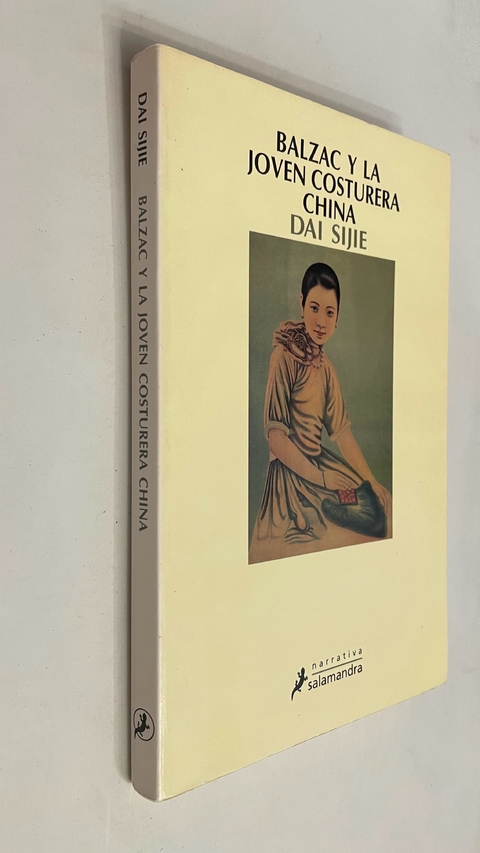 BALZAC Y LA
JOVEN COSTURERA
CHINA
DAI SIJIE
narrativa
salamandra
DAI SIJIE BALZAC Y LA JOVEN COSTURERA CHINA